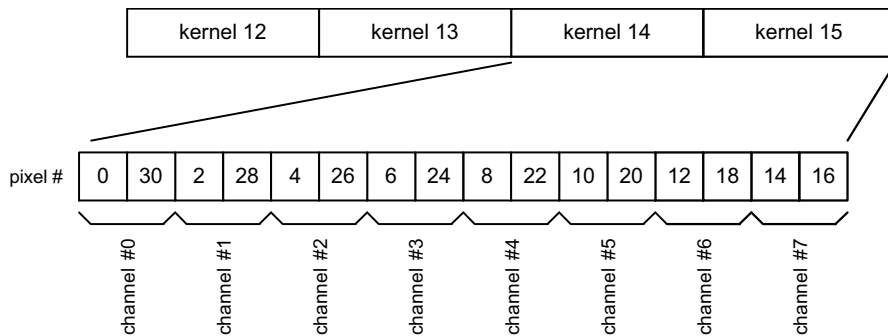 kernel 12 kernel 13 kernel 14 kernel 15
pixel # 0 30 2 28 4 26 6 24 8 22 10 20 12 18 14 16
channel #0 channel #1 channel #2 channel #3 channel #4 channel #5 channel #6 channel #7